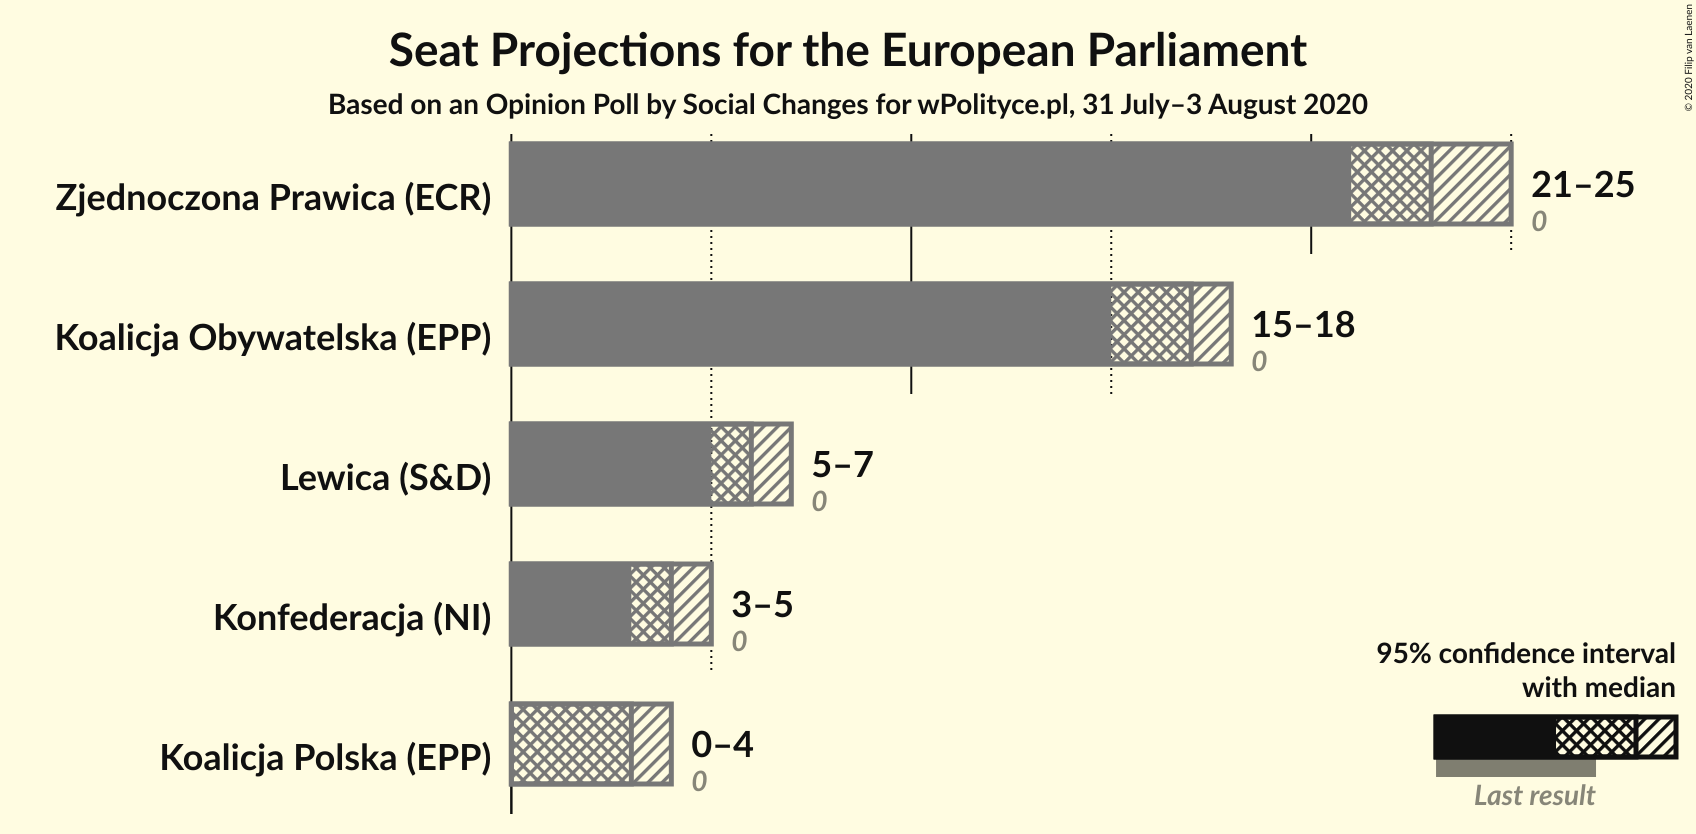 Seat Projections for the European Parliament
Based on an Opinion Poll by Social Changes for wPolityce.pl, 31 July–3 August 2020
© 2020 Filip van Laenen
Zjednoczona Prawica (ECR)
21–25
0
Koalicja Obywatelska (EPP)
15–18
0
Lewica (S&D)
5–7
0
Konfederacja (NI)
3–5
0
Koalicja Polska (EPP)
0–4
0
95% confidence interval
with median
Last result